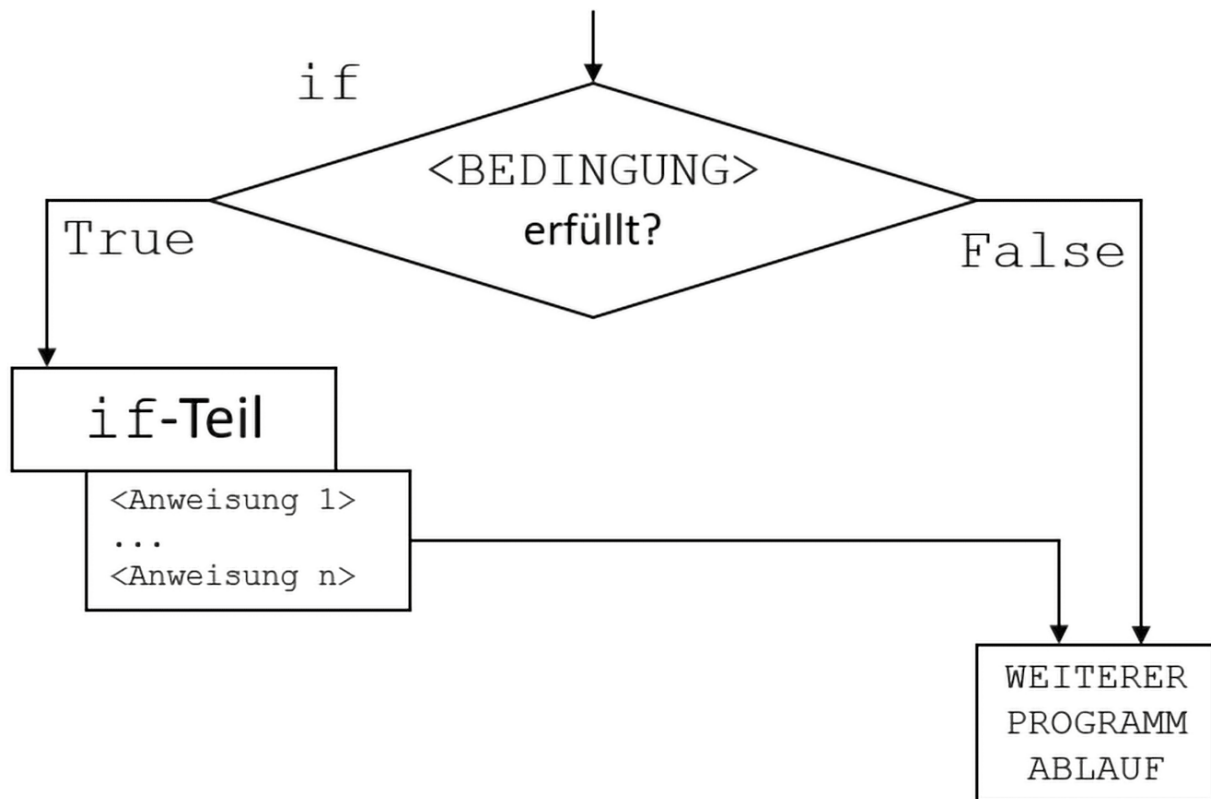 if
<BEDINGUNG>
erfüllt?
True
False
if-Teil
<Anweisung 1>
...
<Anweisung n>
WEITERER
PROGRAMM
ABLAUF